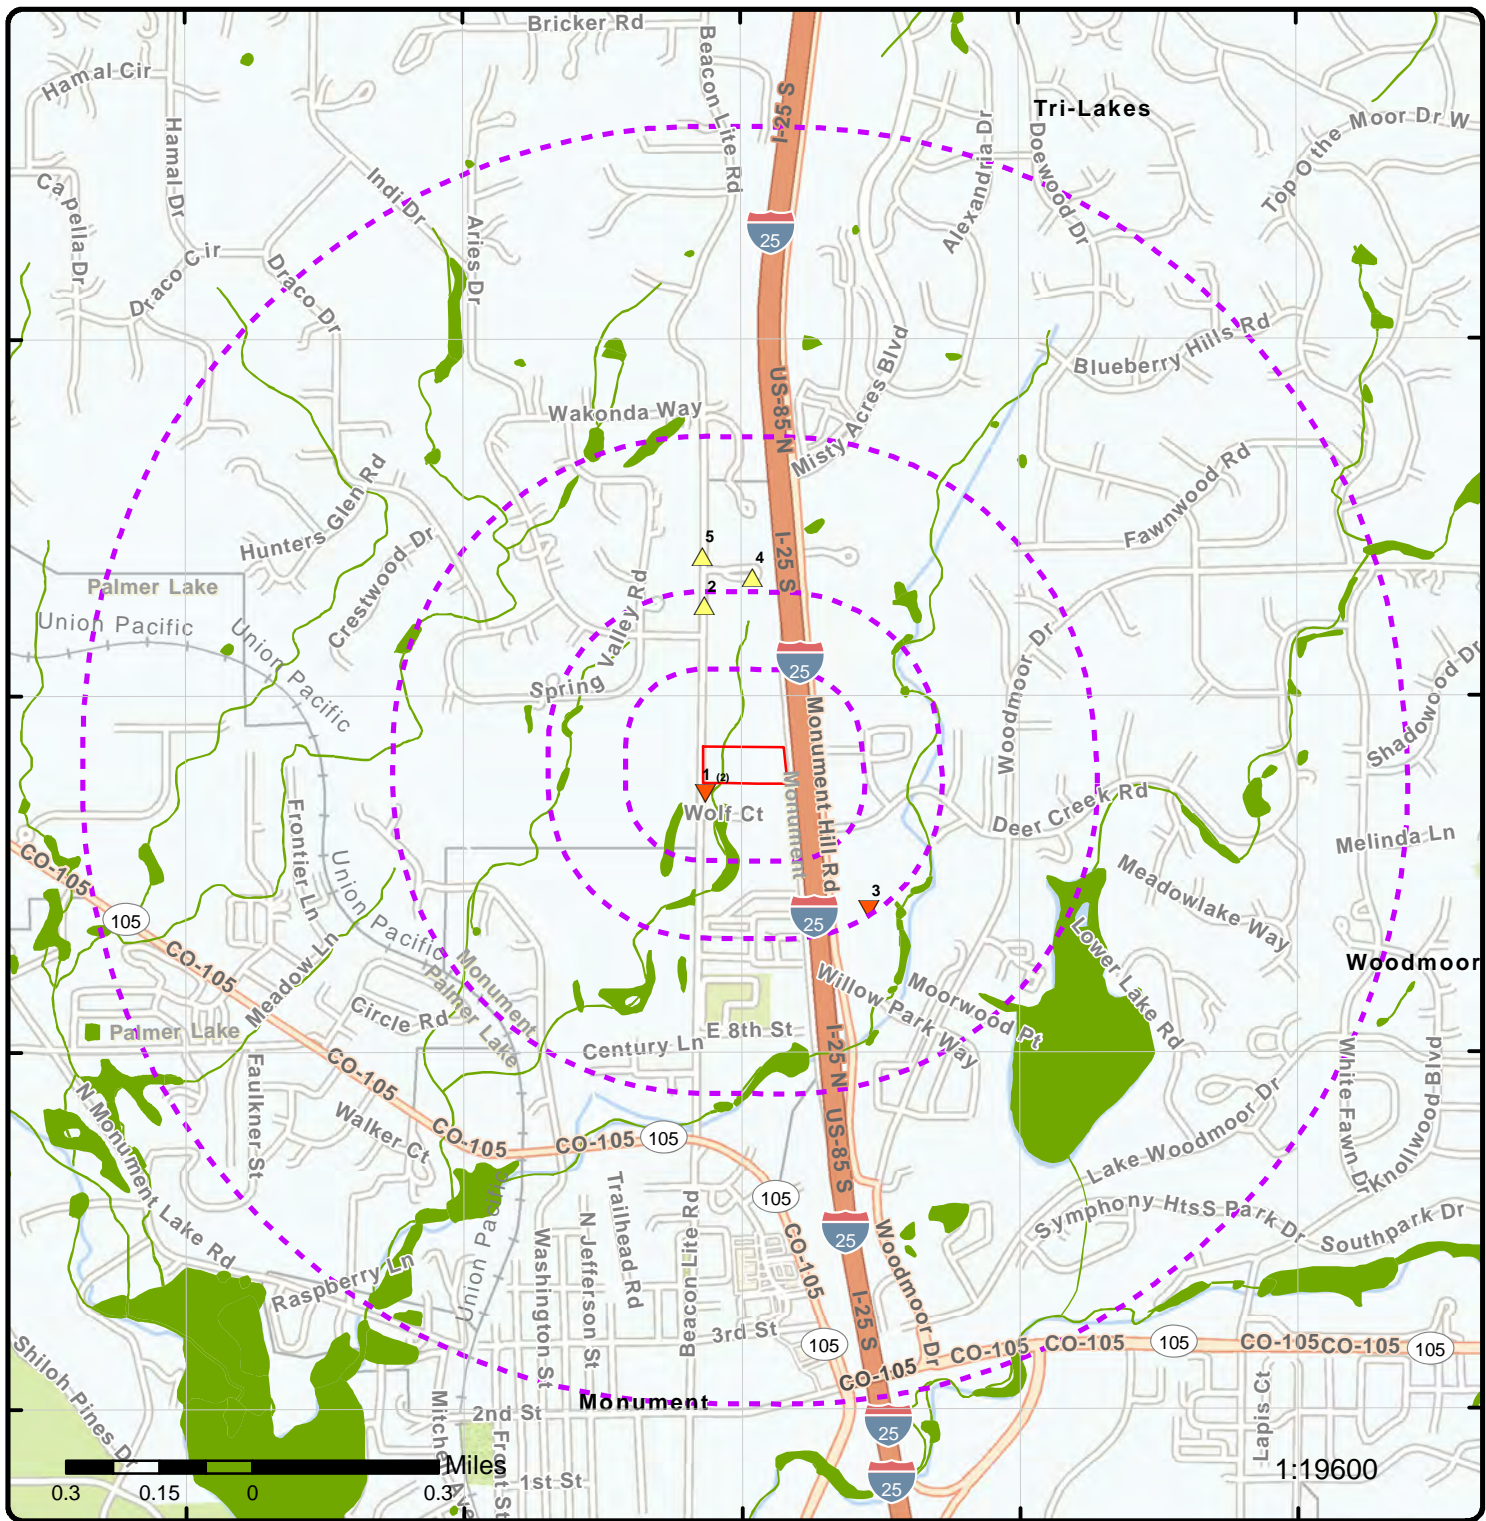 Bricker Rd
Beacon Lite Rd
I-25 S
Tri-Lakes
Hamal Cir
Hamal Dr
Indi Dr
Alexandria Dr
Doewood Dr
Top O the Moor Dr W
Capella Dr
Draco Cir
Draco Dr
Aries Dr
25
Blueberry Hills Rd
Misty Acres Blvd
US-85 N
Wakonda Way
Hunters Glen Rd
Crestwood Dr
Fawnwood Rd
5
4
2
I-25 S
Palmer Lake
Union Pacific
Union Pacific
Union Pacific
Spring Valley Rd
25
Woodmoor Dr
Shadowood Dr
Monument Hill Rd
Monument
1 (2)
Wolf Ct
Deer Creek Rd
Melinda Ln
CO-105
105
Frontier Ln
Union Pacific
3
25
Meadowlake Way
Woodmoor
CO-105
Meadow Ln
Monument
Palmer Lake
Circle Rd
Palmer Lake
Willow Park Way
Moorwood Pt
Lower Lake Rd
Century Ln
E 8th St
I-25 N
CO-105
Faulkner St
Walker Ct
N Monument Lake Rd
CO-105
CO-105
105
US-85 S
White Fawn Dr
Knollwood Blvd
Lake Woodmoor Dr
Symphony Hts
S Park Dr
Southpark Dr
105
CO-105
25
Woodmoor Dr
Union Pacific
Raspberry Ln
Washington St
N Jefferson St
Trailhead Rd
Beacon Lite Rd
3rd St
105
I-25 S
CO-105
CO-105
CO-105
105
CO-105
CO-105
105
Shiloh Pines Dr
Monument
2nd St
25
Lapis Ct
Front St
1st St
25
Miles
0.3
0.15
0
0.3
1:19600